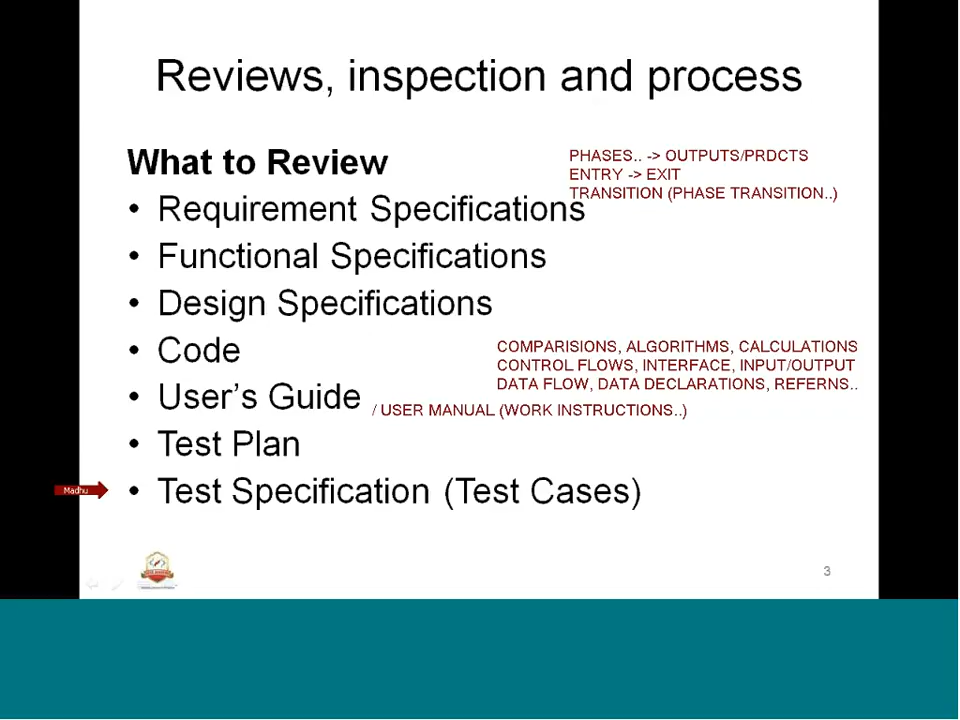 Reviews, inspection and process
What to Review
PHASES.. -> OUTPUTS/PRDCTS
ENTRY -> EXIT
TRANSITION (PHASE TRANSITION..)
• Requirement Specifications
• Functional Specifications
• Design Specifications
• Code
COMPARISIONS, ALGORITHMS, CALCULATIONS
CONTROL FLOWS, INTERFACE, INPUT/OUTPUT
DATA FLOW, DATA DECLARATIONS, REFERNS..
• User's Guide
/ USER MANUAL (WORK INSTRUCTIONS..)
• Test Plan
Madhu
• Test Specification (Test Cases)
3